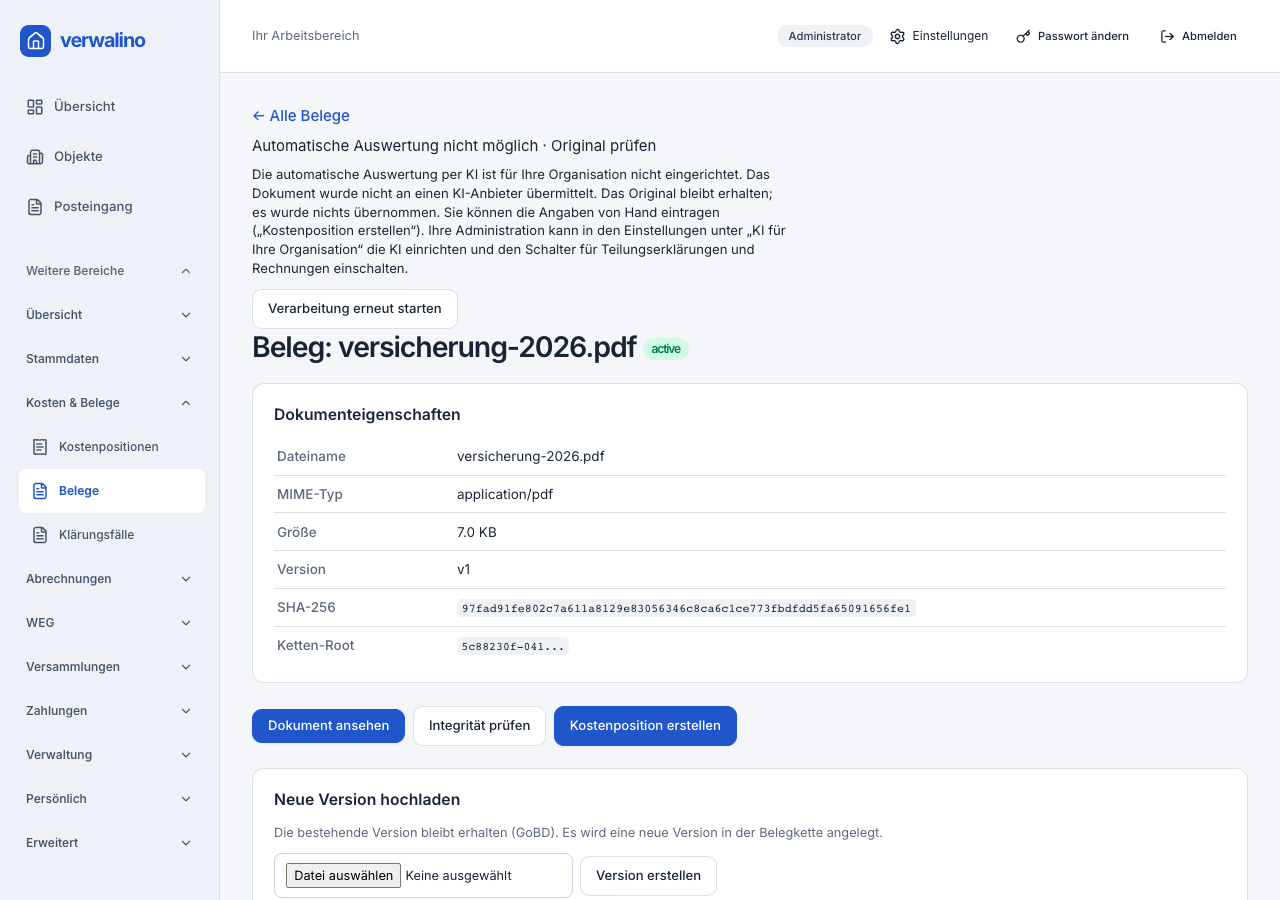 verwalino
Ihr Arbeitsbereich
Administrator
Einstellungen
Passwort ändern
Abmelden
Übersicht
Objekte
Posteingang
Weitere Bereiche
Übersicht
Stammdaten
Kosten & Belege
Kostenpositionen
Belege
Klärungsfälle
Abrechnungen
WEG
Versammlungen
Zahlungen
Verwaltung
Persönlich
Erweitert
← Alle Belege
Automatische Auswertung nicht möglich · Original prüfen
Die automatische Auswertung per KI ist für Ihre Organisation nicht eingerichtet. Das
Dokument wurde nicht an einen KI-Anbieter übermittelt. Das Original bleibt erhalten;
es wurde nichts übernommen. Sie können die Angaben von Hand eintragen
(„Kostenposition erstellen“). Ihre Administration kann in den Einstellungen unter „KI für
Ihre Organisation“ die KI einrichten und den Schalter für Teilungserklärungen und
Rechnungen einschalten.
Verarbeitung erneut starten
Beleg: versicherung-2026.pdf active
Dokumenteigenschaften
Dateiname versicherung-2026.pdf
MIME-Typ application/pdf
Größe 7.0 KB
Version v1
SHA-256 97fad91fe802c7a611a8129e83056346c8ca6c1ce773fbdfdd5fa65091656fe1
Ketten-Root 5c88230f-041...
Dokument ansehen
Integrität prüfen
Kostenposition erstellen
Neue Version hochladen
Die bestehende Version bleibt erhalten (GoBD). Es wird eine neue Version in der Belegkette angelegt.
Datei auswählen Keine ausgewählt
Version erstellen